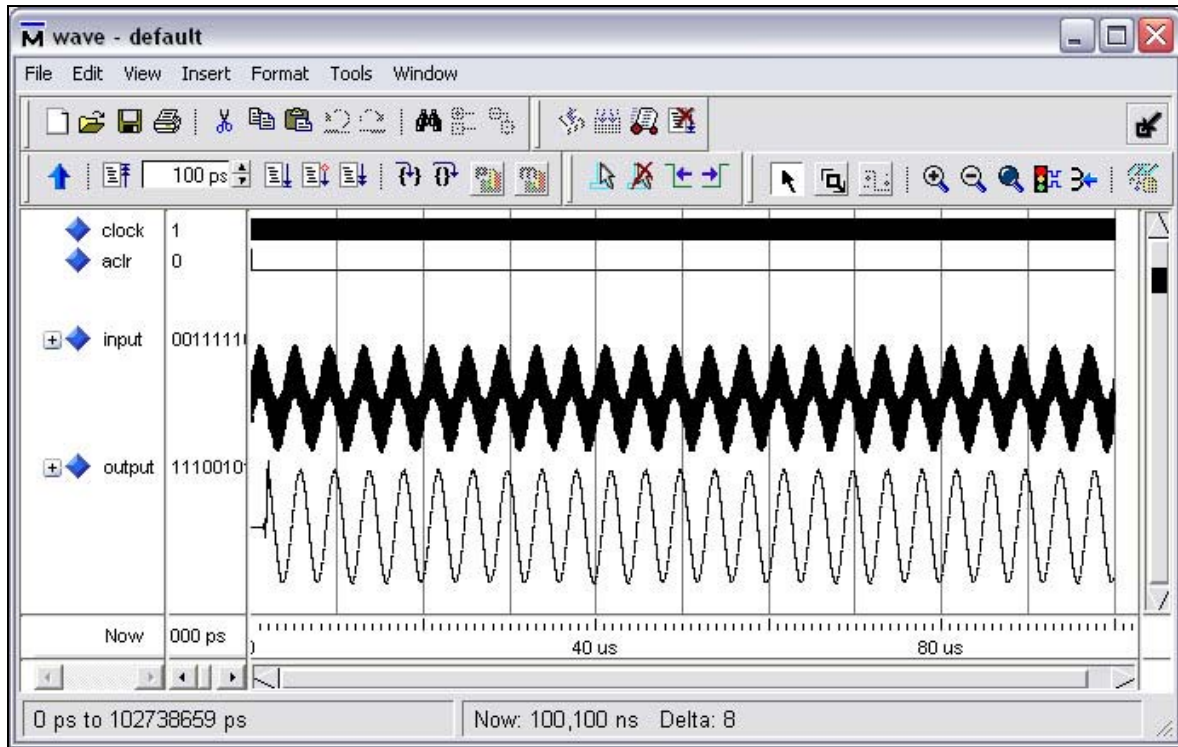 M wave - default
File Edit View Insert Format Tools Window
100 ps
clock 1
aclr 0
input 0011111
output 1110010
Now 000 ps
40 us 80 us
0 ps to 102738659 ps Now: 100,100 ns Delta: 8